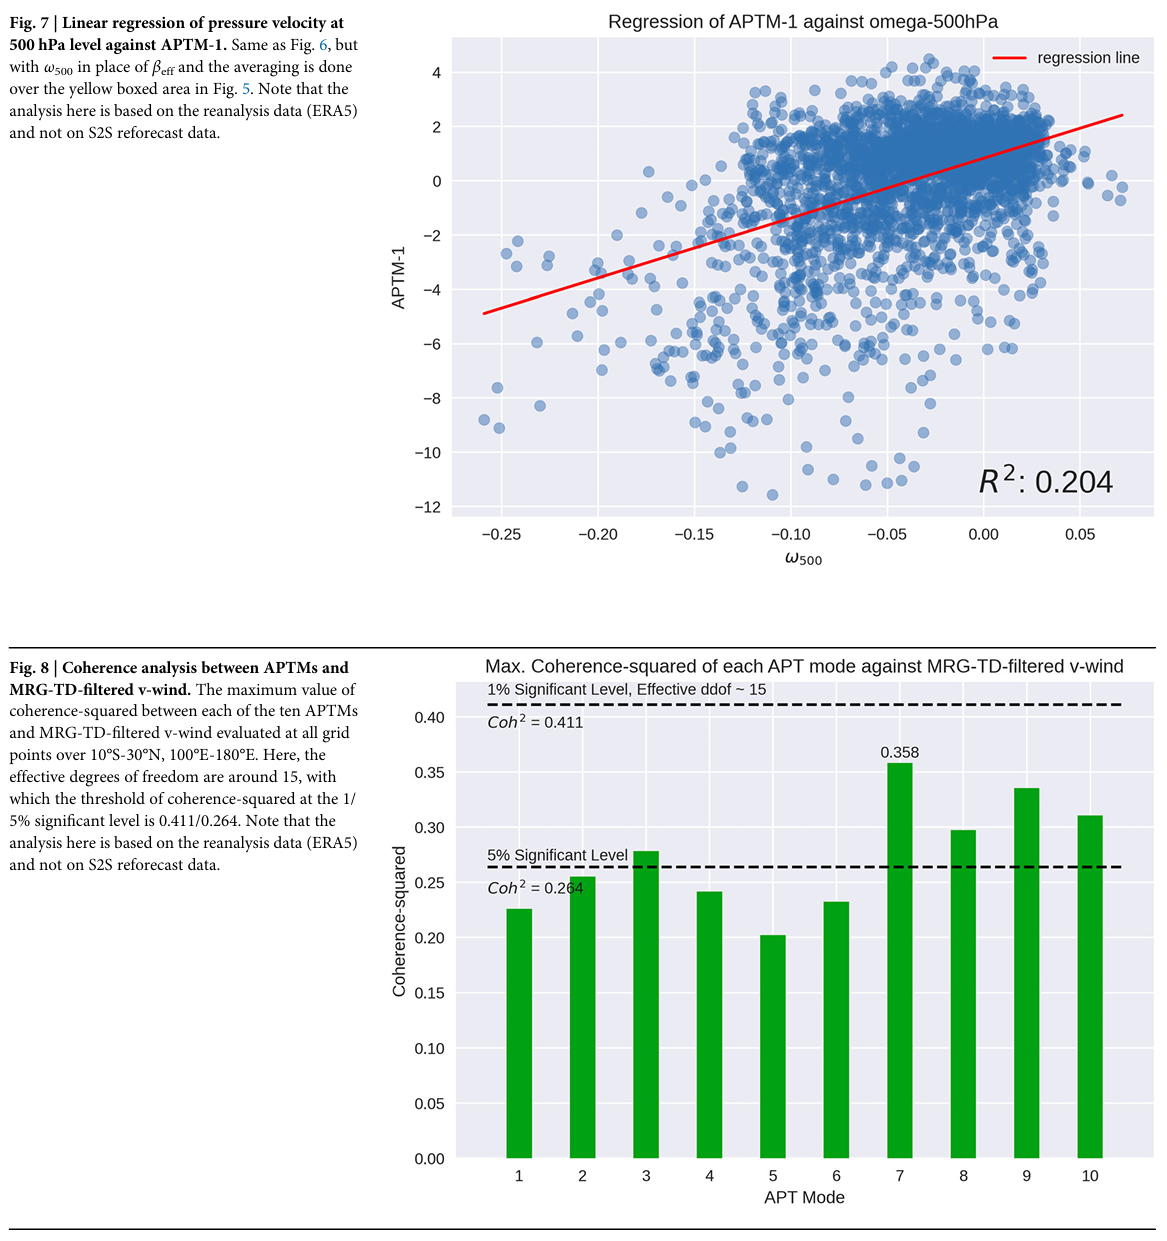 Fig. 7 | Linear regression of pressure velocity at
500 hPa level against APTM-1. Same as Fig. 6, but
with ω500 in place of βeff and the averaging is done
over the yellow boxed area in Fig. 5. Note that the
analysis here is based on the reanalysis data (ERA5)
and not on S2S reforecast data.
Regression of APTM-1 against omega-500hPa
regression line
4
2
0
−2
−4
−6
−8
−10
−12
APTM-1
R²: 0.204
−0.25 −0.20 −0.15 −0.10 −0.05 0.00 0.05
ω500
Fig. 8 | Coherence analysis between APTMs and
MRG-TD-filtered v-wind. The maximum value of
coherence-squared between each of the ten APTMs
and MRG-TD-filtered v-wind evaluated at all grid
points over 10°S-30°N, 100°E-180°E. Here, the
effective degrees of freedom are around 15, with
which the threshold of coherence-squared at the 1/
5% significant level is 0.411/0.264. Note that the
analysis here is based on the reanalysis data (ERA5)
and not on S2S reforecast data.
Max. Coherence-squared of each APT mode against MRG-TD-filtered v-wind
1% Significant Level, Effective ddof ~ 15
Coh² = 0.411
0.358
5% Significant Level
Coh² = 0.264
0.40
0.35
0.30
0.25
0.20
0.15
0.10
0.05
0.00
Coherence-squared
1 2 3 4 5 6 7 8 9 10
APT Mode